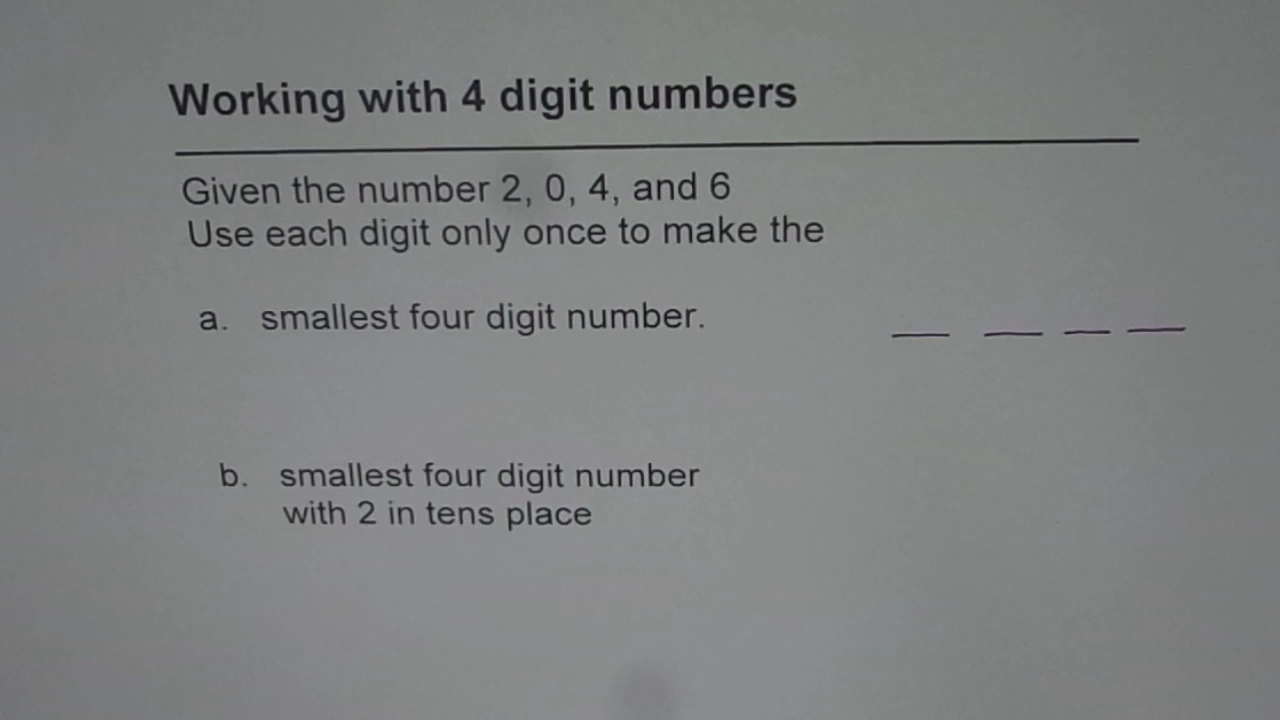 Working with 4 digit numbers
Given the number 2, 0, 4, and 6
Use each digit only once to make the
a. smallest four digit number.
b. smallest four digit number
with 2 in tens place